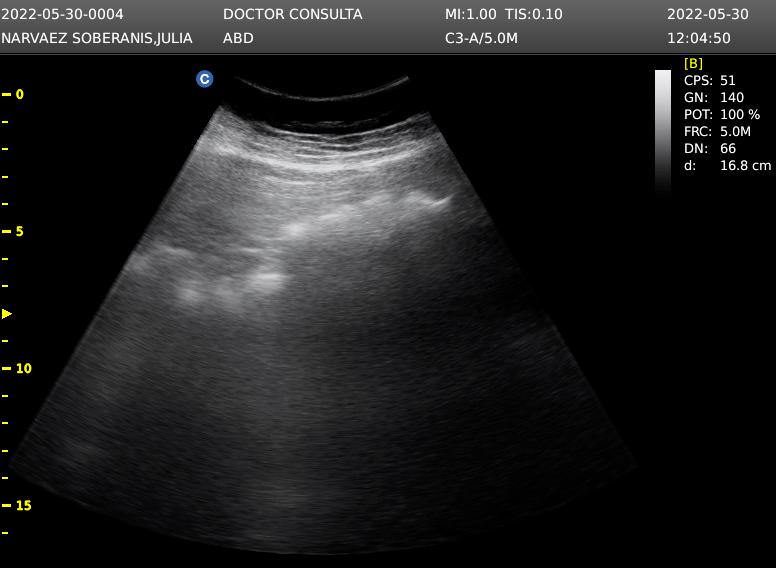 2022-05-30-0004 DOCTOR CONSULTA MI:1.00 TIS:0.10 2022-05-30
NARVAEZ SOBERANIS,JULIA ABD C3-A/5.0M 12:04:50
C
[B]
CPS: 51
GN: 140
POT: 100 %
FRC: 5.0M
DN: 66
d: 16.8 cm
0
5
10
15